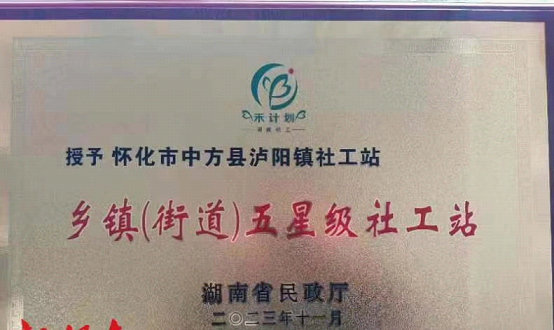 禾计划
授予 怀化市中方县泸阳镇社工站
乡镇(街道)五星级社工站
湖南省民政厅
二〇二三年十一月